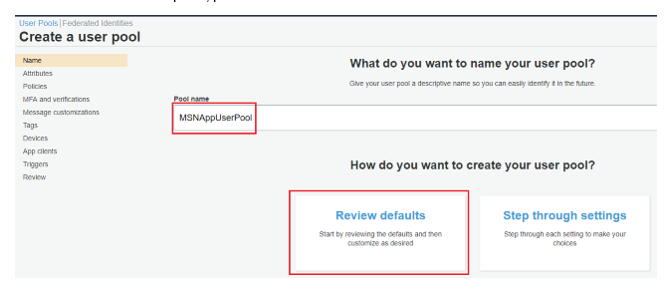 User Pools | Federated Identities
Create a user pool
Name
Attributes
Policies
MFA and verifications
Message customizations
Tags
Devices
App clients
Triggers
Review
What do you want to name your user pool?
Give your user pool a descriptive name so you can easily identify it in the future.
Pool name
MSNAppUserPool
How do you want to create your user pool?
Review defaults
Start by reviewing the defaults and then
customize as desired
Step through settings
Step through each setting to make your
choices